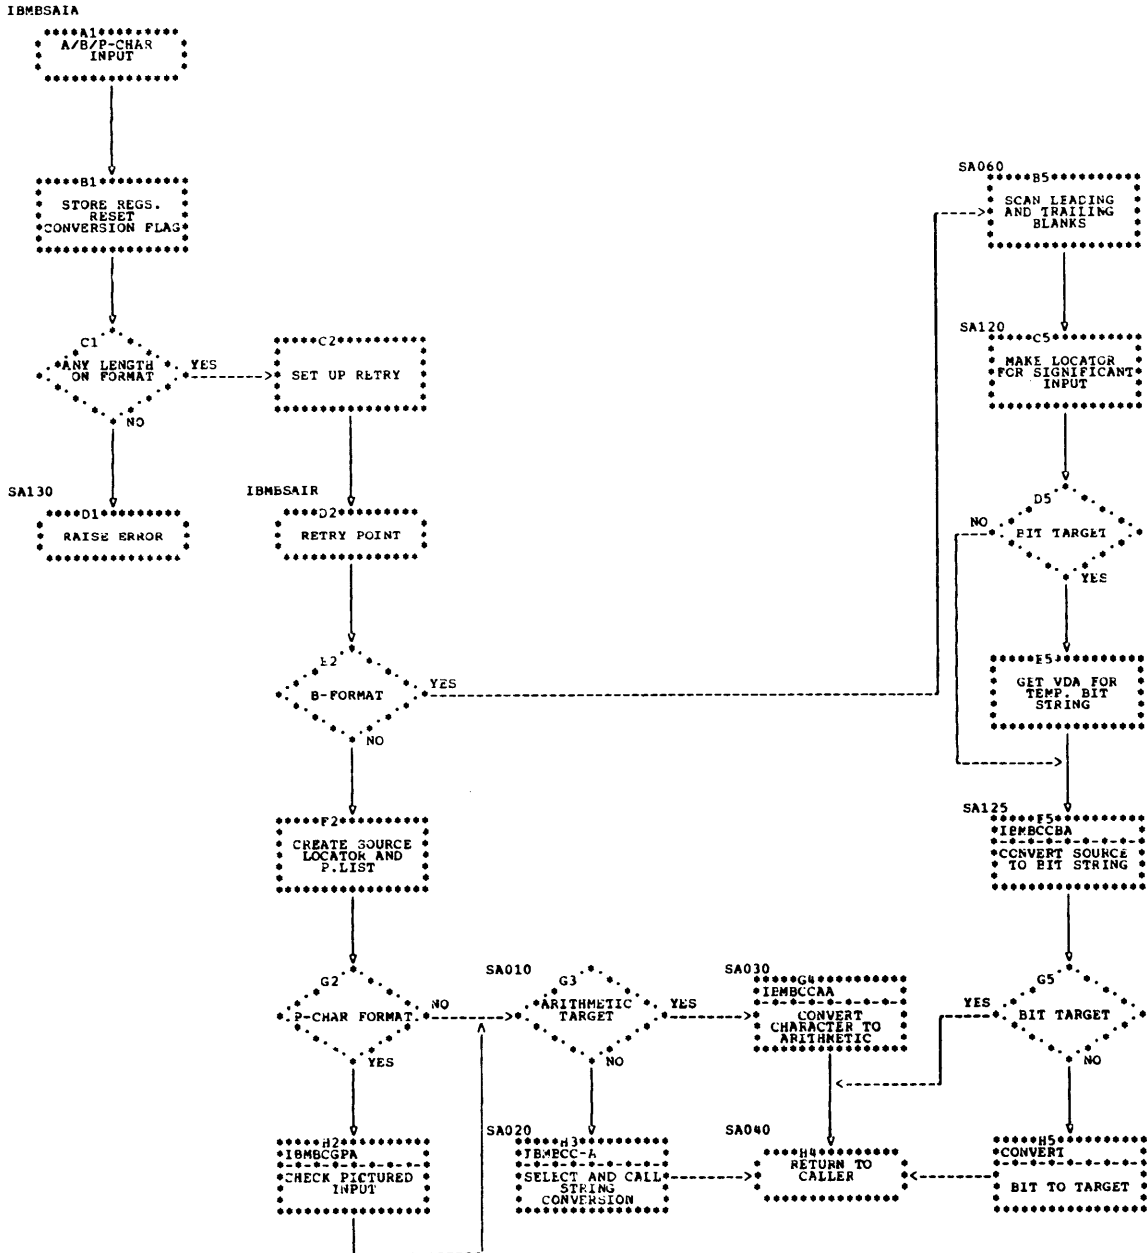 IBMBSAIA
A1
A/B/P-CHAR
INPUT
B1
STORE REGS.
RESET
CONVERSION FLAG
C1
ANY LENGTH
ON FORMAT
YES
NO
C2
SET UP RETRY
SA130
D1
RAISE ERROR
IBMBSAIR
D2
RETRY POINT
E2
B-FORMAT
YES
NO
F2
CREATE SOURCE
LOCATOR AND
P.LIST
G2
P-CHAR FORMAT
NO
YES
H2
IBMBCGPA
CHECK PICTURED
INPUT
SA010
G3
ARITHMETIC
TARGET
YES
NO
SA020
H3
IBMBCC-A
SELECT AND CALL
STRING
CONVERSION
SA030
G4
IBMBCCAA
CONVERT
CHARACTER TO
ARITHMETIC
SA040
H4
RETURN TO
CALLER
SA060
B5
SCAN LEADING
AND TRAILING
BLANKS
SA120
C5
MAKE LOCATOR
FOR SIGNIFICANT
INPUT
D5
NO
BIT TARGET
YES
E5
GET VDA FOR
TEMP. BIT
STRING
SA125
F5
IBMBCCBA
CONVERT SOURCE
TO BIT STRING
G5
YES
BIT TARGET
NO
H5
CONVERT
BIT TO TARGET